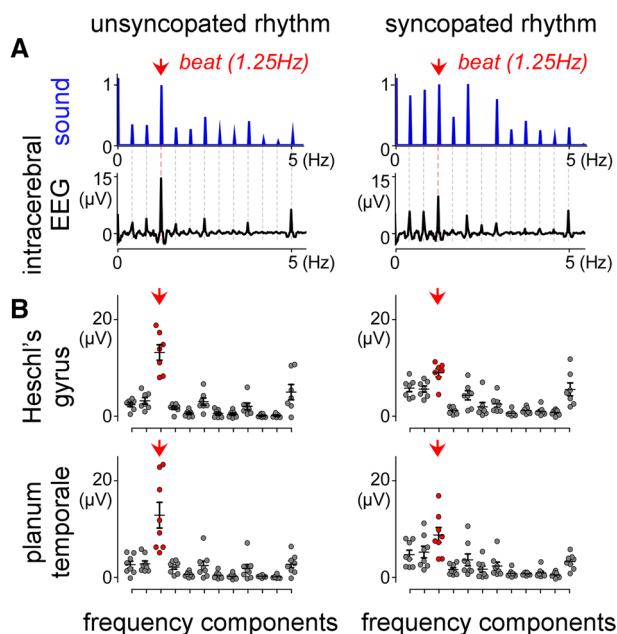 unsyncopated rhythm
syncopated rhythm
A
beat (1.25Hz)
beat (1.25Hz)
sound
1
0
0
5 (Hz)
1
0
0
5 (Hz)
intracerebral
EEG
15
(µV)
0
0
5 (Hz)
15
(µV)
0
0
5 (Hz)
B
Heschl's
gyrus
20
(µV)
0
20
(µV)
0
planum
temporale
20
(µV)
0
20
(µV)
0
frequency components
frequency components